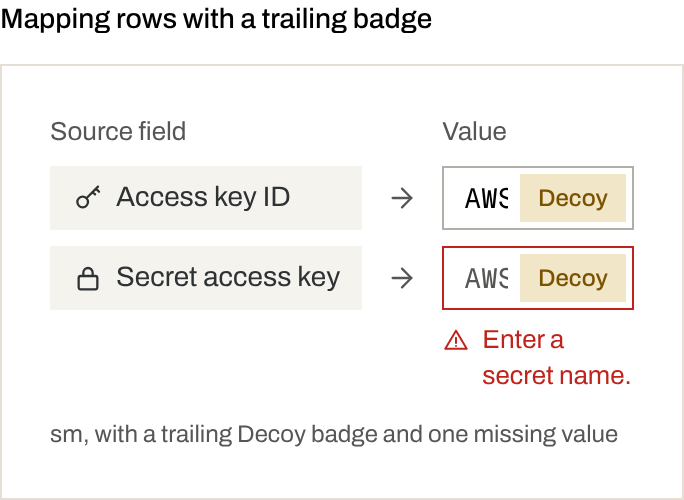 Mapping rows with a trailing badge
Source field
Value
Access key ID
AWS
Decoy
Secret access key
AWS
Decoy
Enter a
secret name.
sm, with a trailing Decoy badge and one missing value